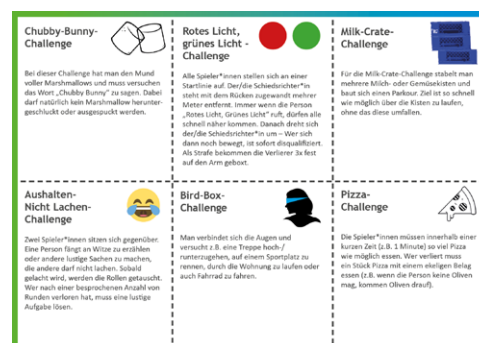 Chubby-Bunny-
Challenge
Bei dieser Challenge hat man den Mund
voller Marshmallows und muss versuchen
das Wort „Chubby Bunny" zu sagen. Dabei
darf natürlich kein Marshmallow herunter-
geschluckt oder ausgespuckt werden.
Rotes Licht,
grünes Licht -
Challenge
Alle Spieler*innen stellen sich an einer
Startlinie auf. Der/die Schiedsrichter*in
steht mit dem Rücken zugewandt mehrer
Meter entfernt. Immer wenn die Person
„Rotes Licht, Grünes Licht" ruft, dürfen alle
schnell näher kommen. Danach dreht sich
der/die Schiedsrichter*in um – Wer sich
dann noch bewegt, ist sofort disqualifiziert.
Als Strafe bekommen die Verlierer 3x fest
auf den Arm geboxt.
Milk-Crate-
Challenge
Für die Milk-Crate-Challenge stabelt man
mehrere Milch- oder Gemüsekisten und
baut sich einen Parkour. Ziel ist so schnell
wie möglich über die Kisten zu laufen,
ohne das diese umfallen.
Aushalten-
Nicht Lachen-
Challenge
Zwei Spieler*innen sitzen sich gegenüber.
Eine Person fängt an Witze zu erzählen
oder andere lustige Sachen zu machen,
die andere darf nicht lachen. Sobald
gelacht wird, werden die Rollen getauscht.
Wer nach einer besprochenen Anzahl von
Runden verloren hat, muss eine lustige
Aufgabe lösen.
Bird-Box-
Challenge
Man verbindet sich die Augen und
versucht z.B. eine Treppe hoch-/
runterzugehen, auf einem Sportplatz zu
rennen, durch die Wohnung zu laufen oder
auch Fahrrad zu fahren.
Pizza-
Challenge
Die Spieler*innen müssen innerhalb einer
kurzen Zeit (z.B. 1 Minute) so viel Pizza
wie möglich essen. Wer verliert muss
ein Stück Pizza mit einem ekeligen Belag
essen (z.B. wenn die Person keine Oliven
mag, kommen Oliven drauf).